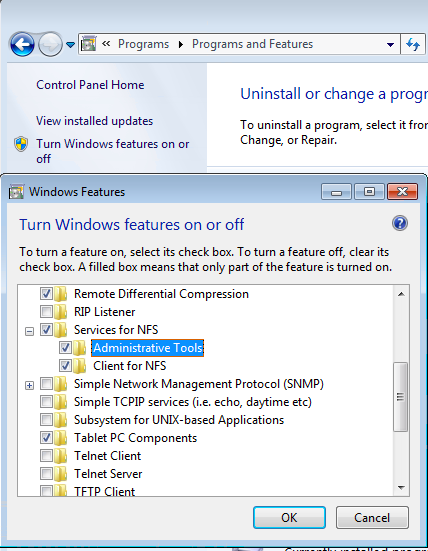 « Programs ▸ Programs and Features
Control Panel Home
View installed updates
Turn Windows features on or
off
Uninstall or change a progr
To uninstall a program, select it fro
Change, or Repair.
Windows Features
Turn Windows features on or off
To turn a feature on, select its check box. To turn a feature off, clear its
check box. A filled box means that only part of the feature is turned on.
Remote Differential Compression
RIP Listener
Services for NFS
Administrative Tools
Client for NFS
Simple Network Management Protocol (SNMP)
Simple TCPIP services (i.e. echo, daytime etc)
Subsystem for UNIX-based Applications
Tablet PC Components
Telnet Client
Telnet Server
TFTP Client
OK
Cancel
Currently installed progr